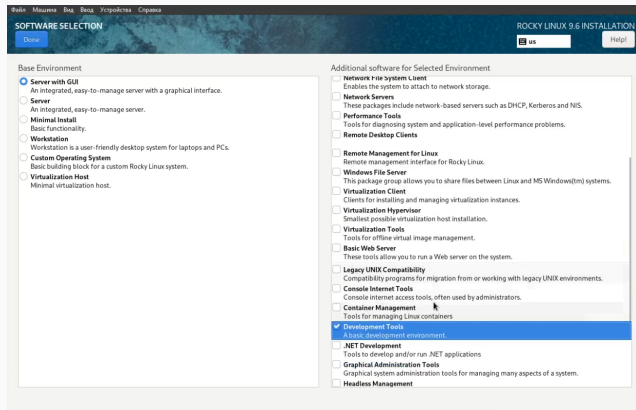 Файл Машина Вид Ввод Устройства Справка
SOFTWARE SELECTION
ROCKY LINUX 9.6 INSTALLATION
Done
us
Help!
Base Environment
Server with GUI
An integrated, easy-to-manage server with a graphical interface.
Server
An integrated, easy-to-manage server.
Minimal Install
Basic functionality.
Workstation
Workstation is a user-friendly desktop system for laptops and PCs.
Custom Operating System
Basic building block for a custom Rocky Linux system.
Virtualization Host
Minimal virtualization host.
Additional software for Selected Environment
Network File System Client
Enables the system to attach to network storage.
Network Servers
These packages include network-based servers such as DHCP, Kerberos and NIS.
Performance Tools
Tools for diagnosing system and application-level performance problems.
Remote Desktop Clients
Remote Management for Linux
Remote management interface for Rocky Linux.
Windows File Server
This package group allows you to share files between Linux and MS Windows(tm) systems.
Virtualization Client
Clients for installing and managing virtualization instances.
Virtualization Hypervisor
Smallest possible virtualization host installation.
Virtualization Tools
Tools for offline virtual image management.
Basic Web Server
These tools allow you to run a Web server on the system.
Legacy UNIX Compatibility
Compatibility programs for migration from or working with legacy UNIX environments.
Console Internet Tools
Console internet access tools, often used by administrators.
Container Management
Tools for managing Linux containers
Development Tools
A basic development environment.
.NET Development
Tools to develop and/or run .NET applications
Graphical Administration Tools
Graphical system administration tools for managing many aspects of a system.
Headless Management